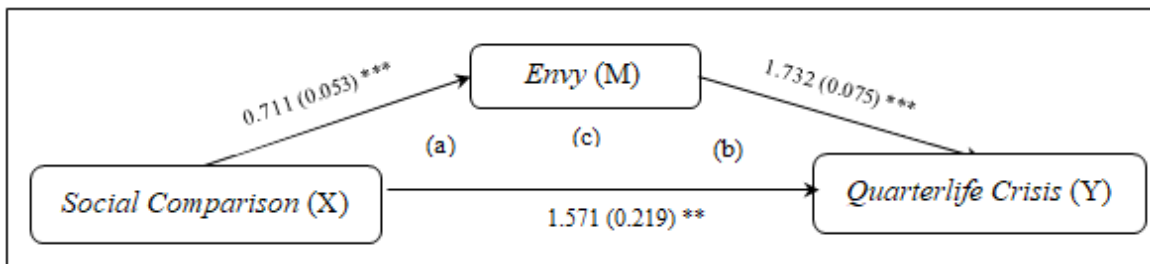 Envy (M)
0.711 (0.053) ***
1.732 (0.075) ***
(a)
(c)
(b)
Social Comparison (X)
Quarterlife Crisis (Y)
1.571 (0.219) **